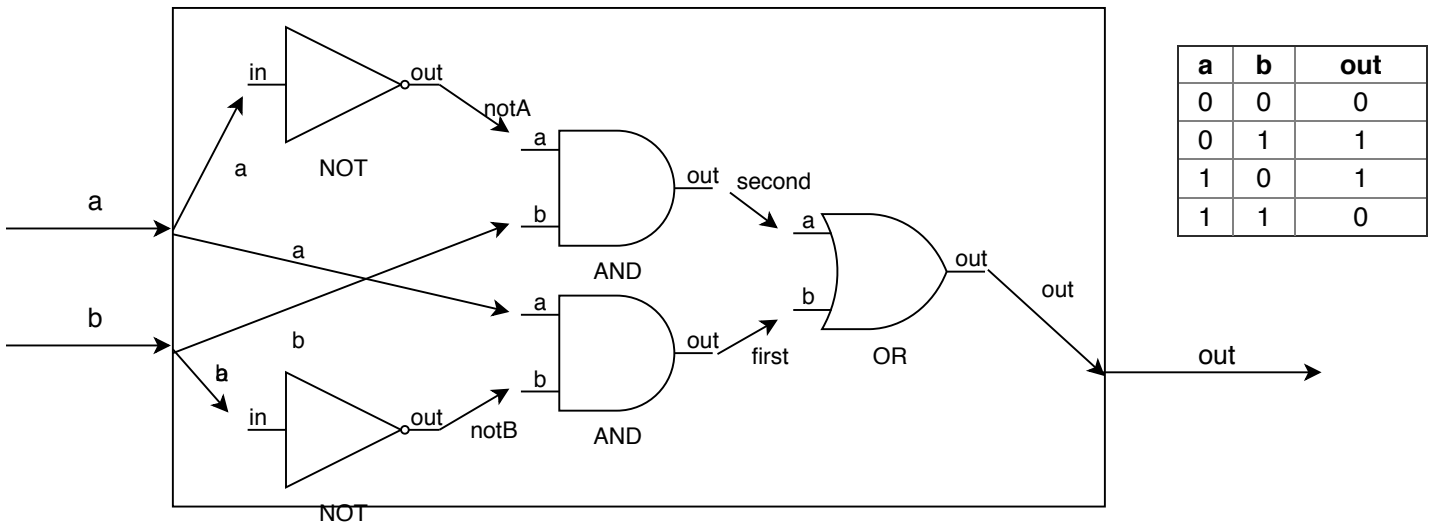 in
out
notA
a
NOT
a
a
b
out
second
AND
a
a
b
out
out
out
OR
a
b
out
first
AND
b
b
in
out
notB
NOT
out
a b out
0 0 0
0 1 1
1 0 1
1 1 0